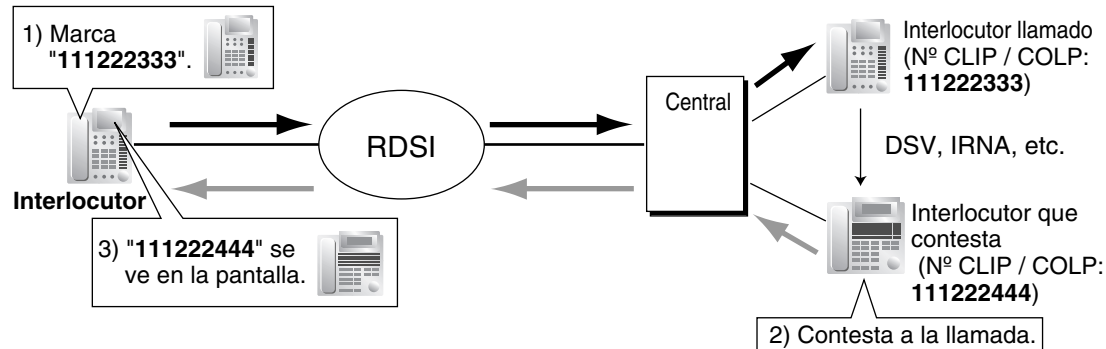 1) Marca
"111222333".
Interlocutor
RDSI
Central
Interlocutor llamado
(Nº CLIP / COLP:
111222333)
DSV, IRNA, etc.
3) "111222444" se
ve en la pantalla.
Interlocutor que
contesta
(Nº CLIP / COLP:
111222444)
2) Contesta a la llamada.